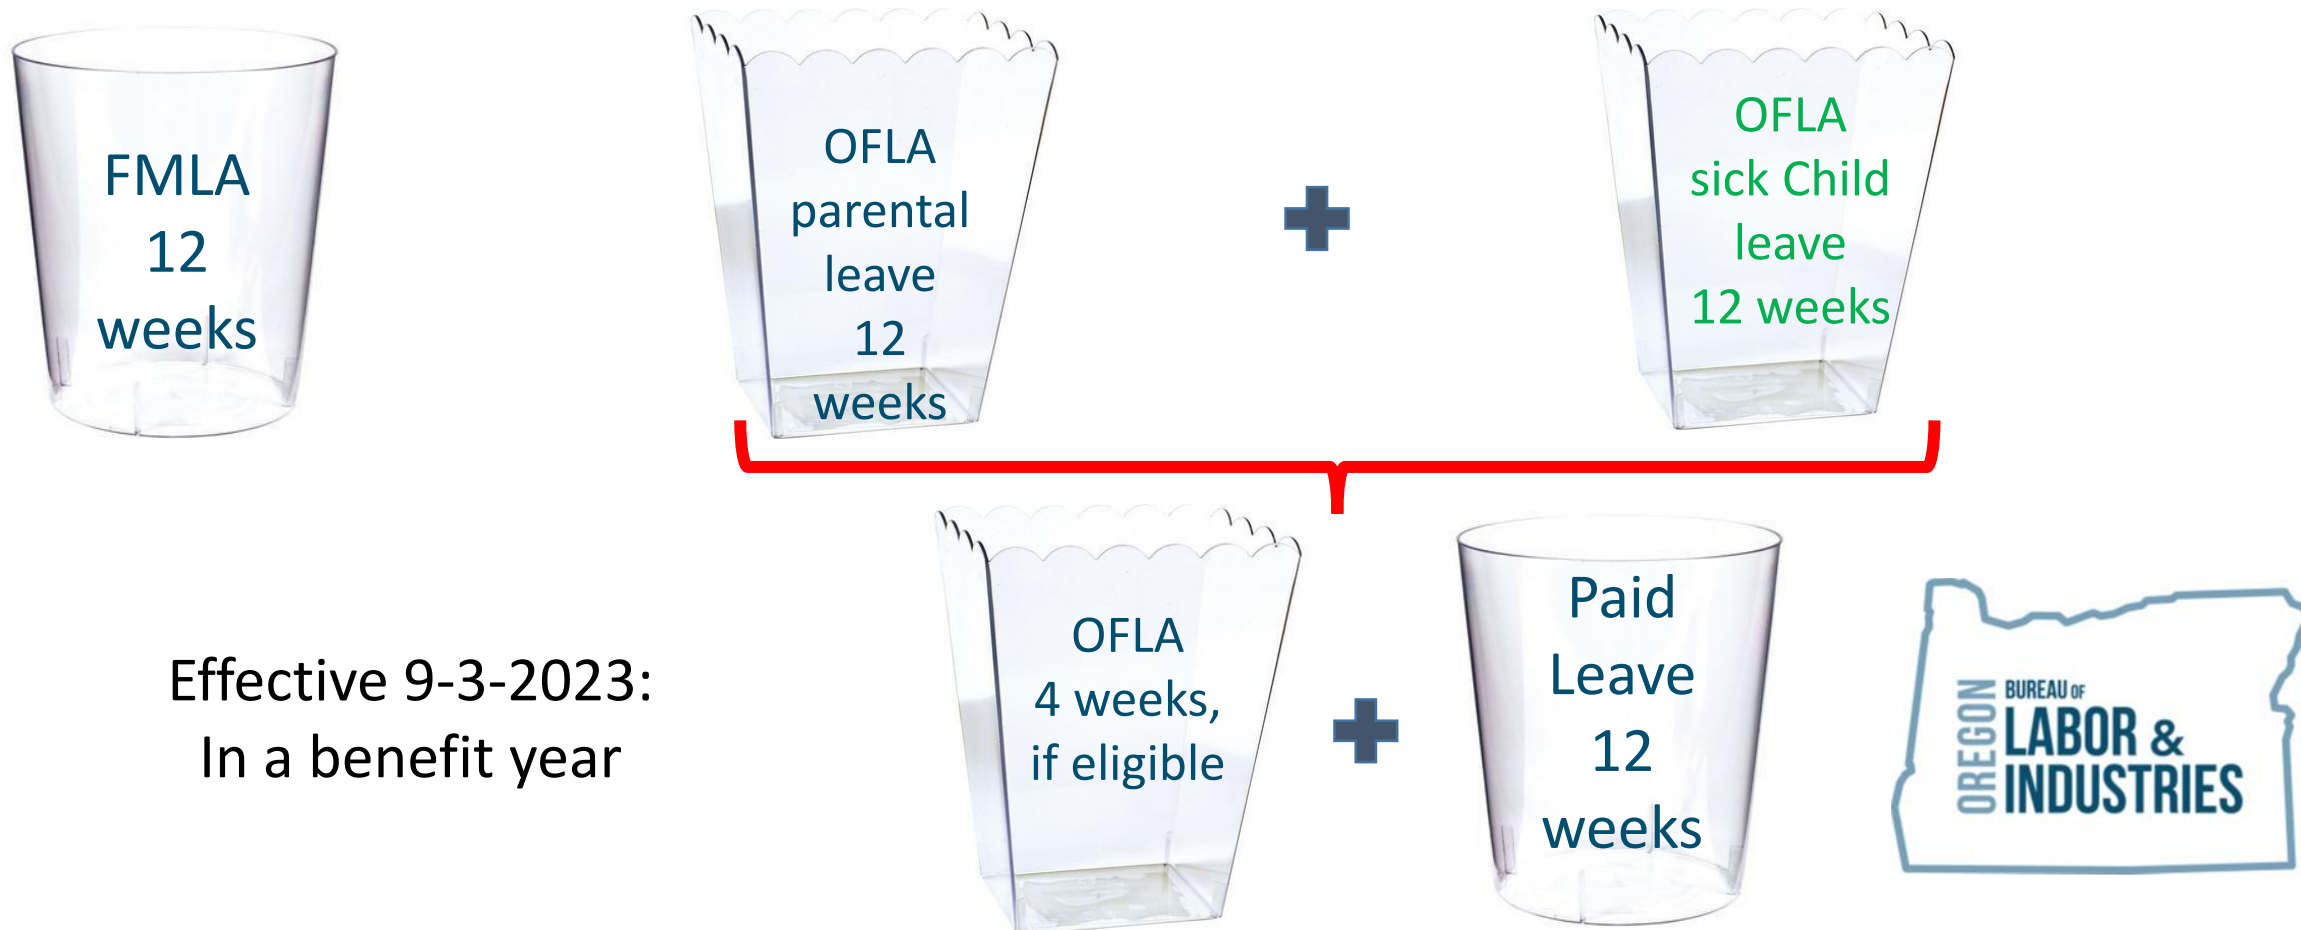 FMLA
12
weeks
OFLA
parental
leave
12
weeks
OFLA
sick Child
leave
12 weeks
Effective 9-3-2023:
In a benefit year
OFLA
4 weeks,
if eligible
Paid
Leave
12
weeks
OREGON
BUREAU OF
LABOR &
INDUSTRIES